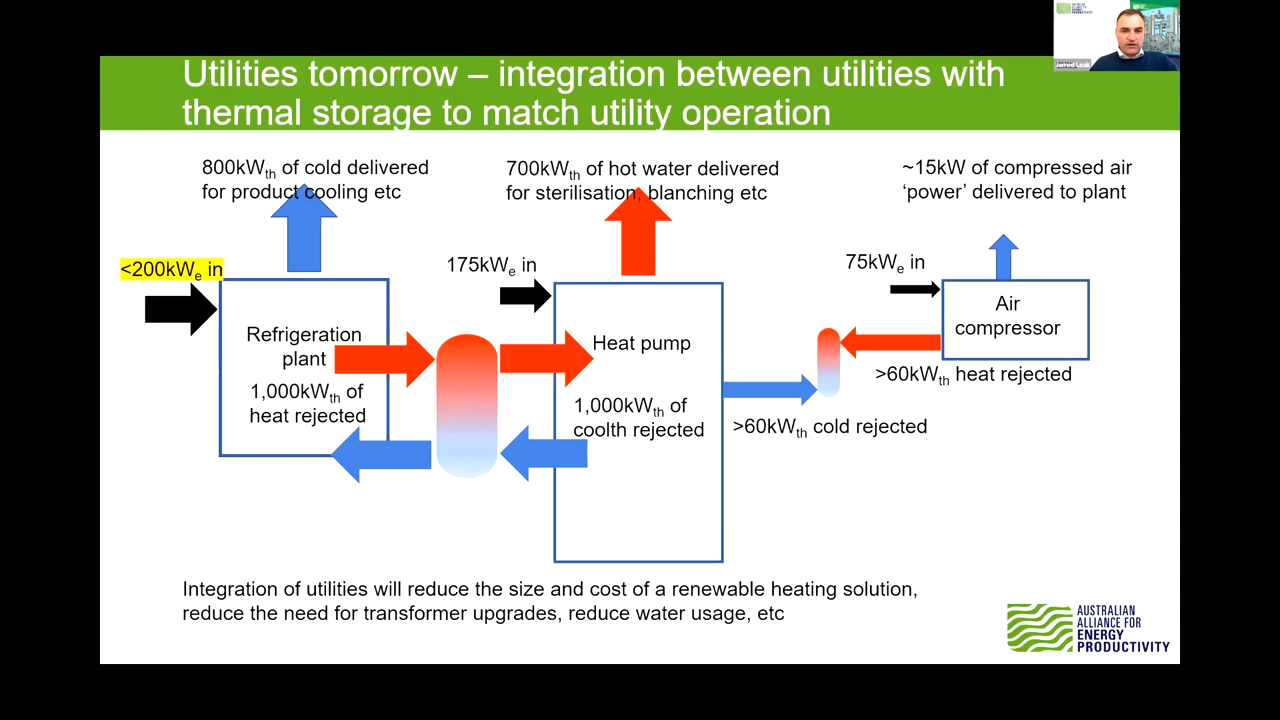 Utilities tomorrow – integration between utilities with
thermal storage to match utility operation
Jarrod Leak
800kWth of cold delivered
for product cooling etc
700kWth of hot water delivered
for sterilisation, blanching etc
~15kW of compressed air
‘power’ delivered to plant
<200kWe in
175kWe in
75kWe in
Refrigeration
plant
1,000kWth of
heat rejected
Heat pump
1,000kWth of
coolth rejected
Air
compressor
>60kWth heat rejected
>60kWth cold rejected
Integration of utilities will reduce the size and cost of a renewable heating solution,
reduce the need for transformer upgrades, reduce water usage, etc
AUSTRALIAN
ALLIANCE FOR
ENERGY
PRODUCTIVITY